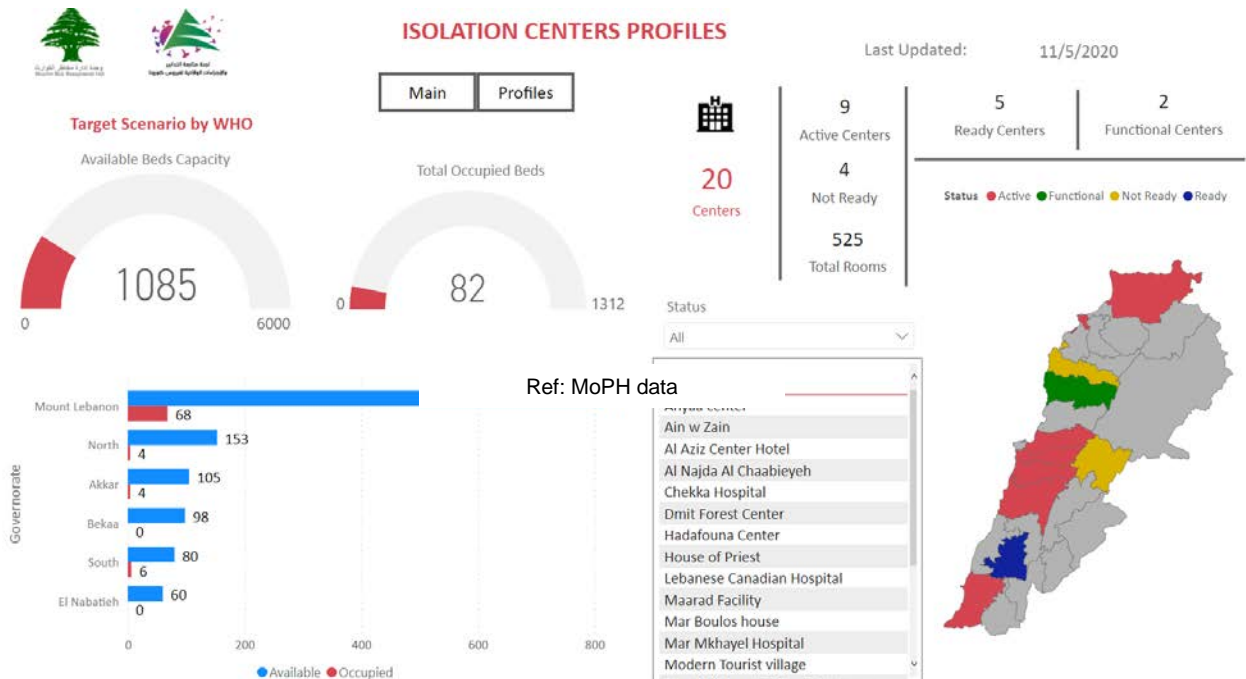 ISOLATION CENTERS PROFILES
Last Updated: 11/5/2020
Main
Profiles
Target Scenario by WHO
Available Beds Capacity
1085
0
6000
Total Occupied Beds
82
0
1312
20
Centers
9
Active Centers
4
Not Ready
525
Total Rooms
5
Ready Centers
2
Functional Centers
Status Active Functional Not Ready Ready
Status
All
Ref: MoPH data
Ain w Zain
Al Aziz Center Hotel
Al Najda Al Chaabieyeh
Chekka Hospital
Dmit Forest Center
Hadafouna Center
House of Priest
Lebanese Canadian Hospital
Maarad Facility
Mar Boulos house
Mar Mkhayel Hospital
Modern Tourist village
Governorate
Mount Lebanon
68
North
153
4
Akkar
105
4
Bekaa
98
0
South
80
6
El Nabatieh
60
0
0 200 400 600 800
Available Occupied